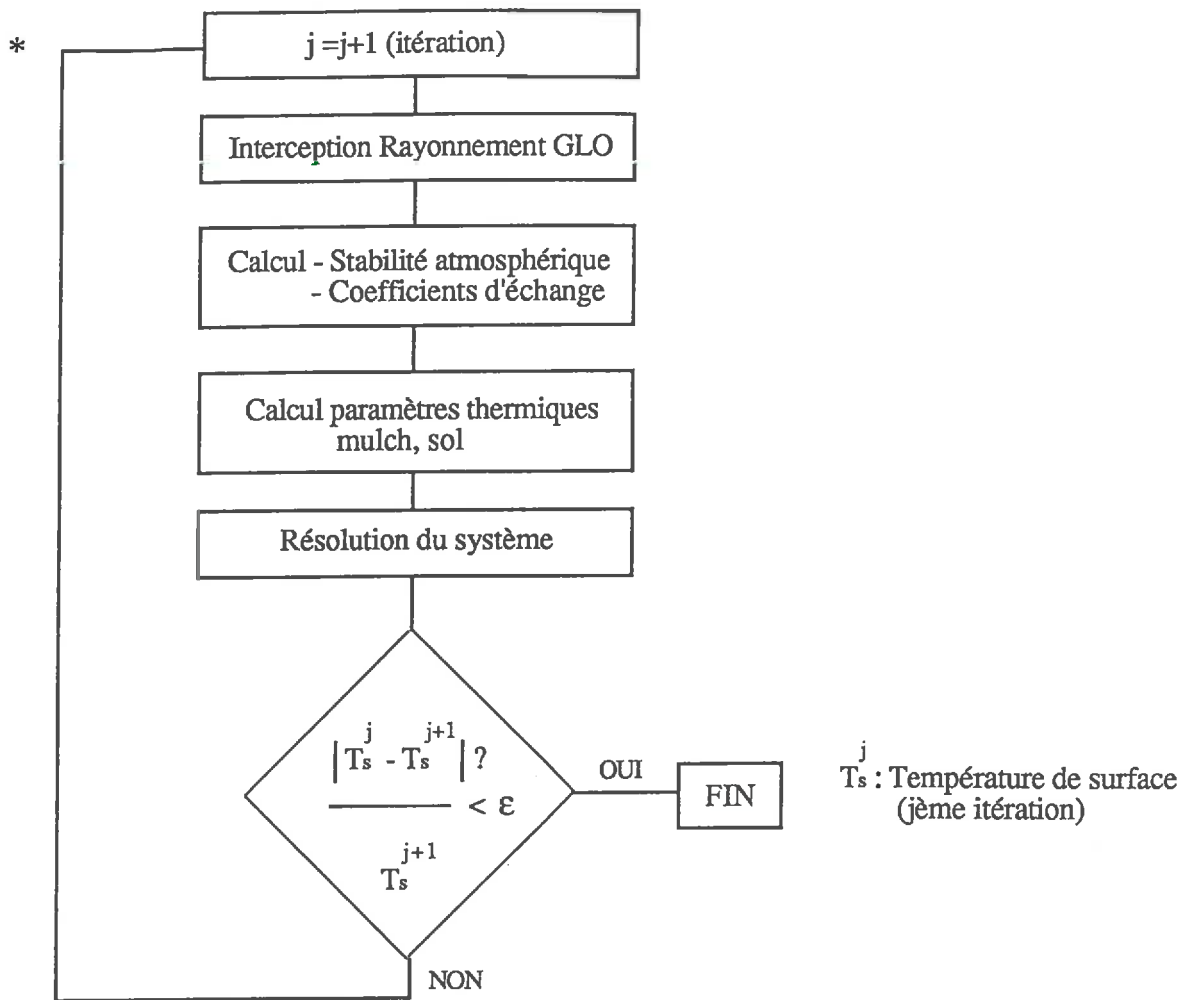 *
j =j+1 (itération)
Interception Rayonnement GLO
Calcul - Stabilité atmosphérique
- Coefficients d'échange
Calcul paramètres thermiques
mulch, sol
Résolution du système
| Ts^j - Ts^j+1 | ?
< ε
Ts^j+1
OUI
FIN
NON
Ts^j : Température de surface
(jème itération)